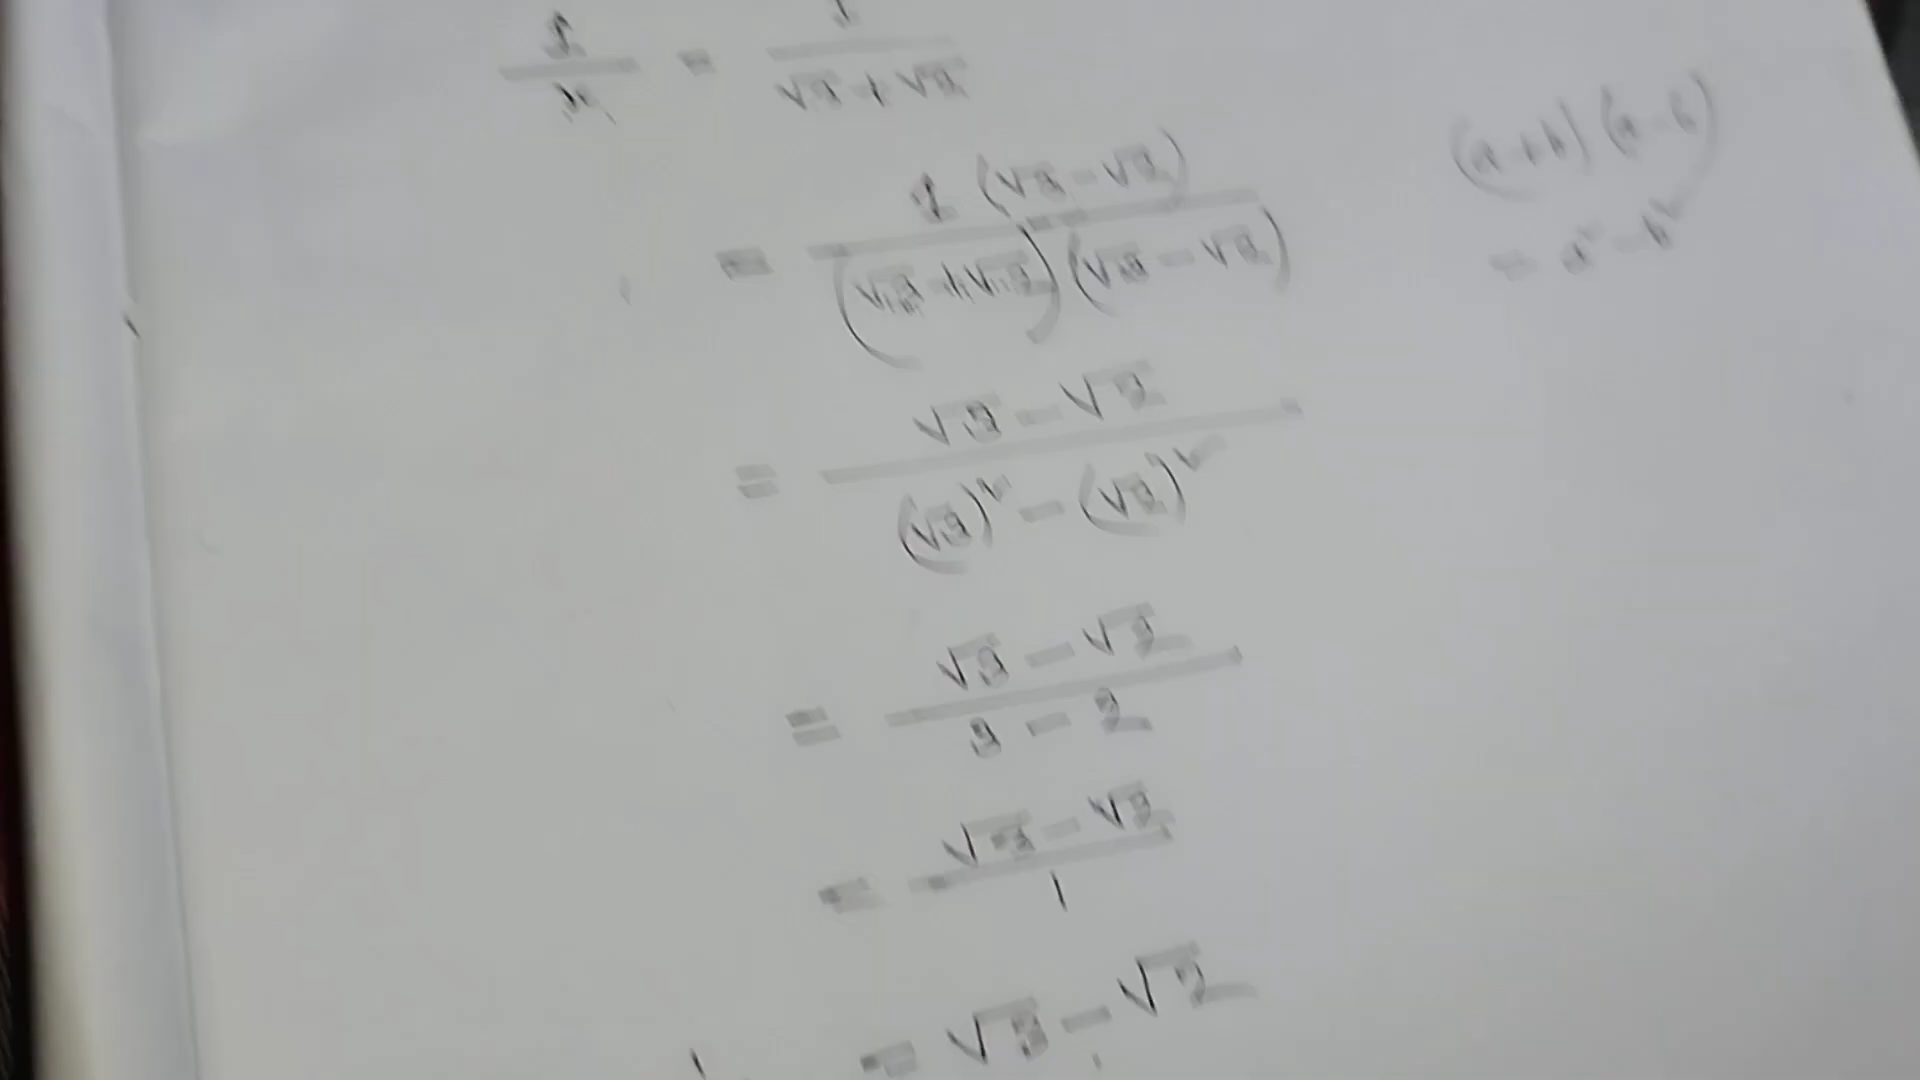 1/x = 1/(√3 + √2)
= 1 (√3 - √2) / (√3 + √2) (√3 - √2)
(a+b) (a-b)
= a² - b²
= √3 - √2 / (√3)² - (√2)²
= √3 - √2 / 3 - 2
= √3 - √2 / 1
= √3 - √2